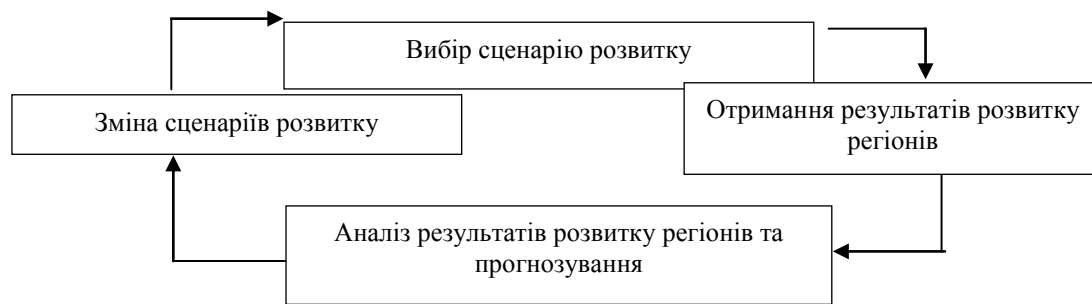 Вибір сценарію розвитку
Зміна сценаріїв розвитку
Отримання результатів розвитку
регіонів
Аналіз результатів розвитку регіонів та
прогнозування